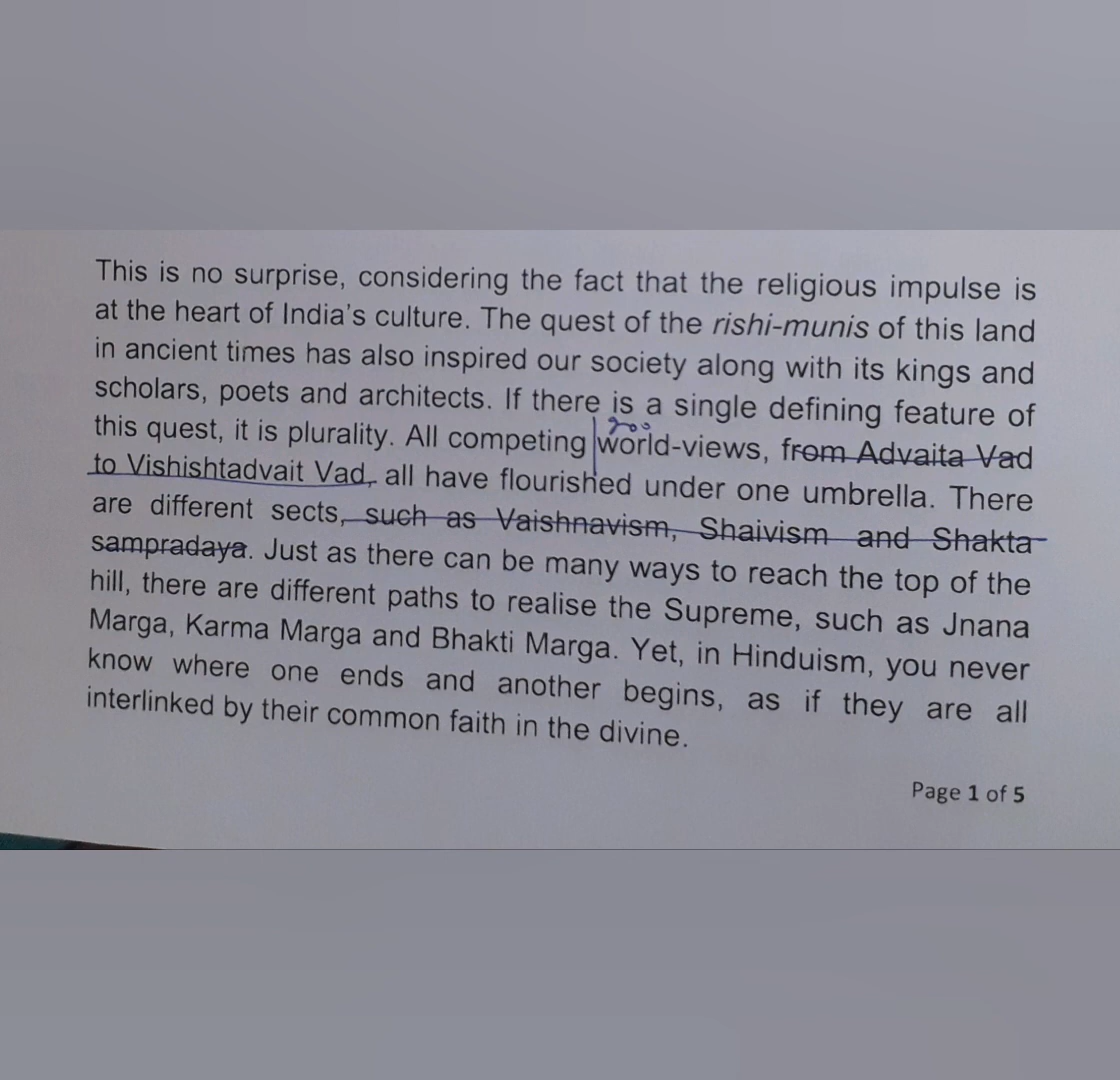 This is no surprise, considering the fact that the religious impulse is
at the heart of India's culture. The quest of the rishi-munis of this land
in ancient times has also inspired our society along with its kings and
scholars, poets and architects. If there is a single defining feature of
200
this quest, it is plurality. All competing world-views, from Advaita Vad
to Vishishtadvait Vad, all have flourished under one umbrella. There
are different sects, such as Vaishnavism, Shaivism and Shakta
sampradaya. Just as there can be many ways to reach the top of the
hill, there are different paths to realise the Supreme, such as Jnana
Marga, Karma Marga and Bhakti Marga. Yet, in Hinduism, you never
know where one ends and another begins, as if they are all
interlinked by their common faith in the divine.
Page 1 of 5